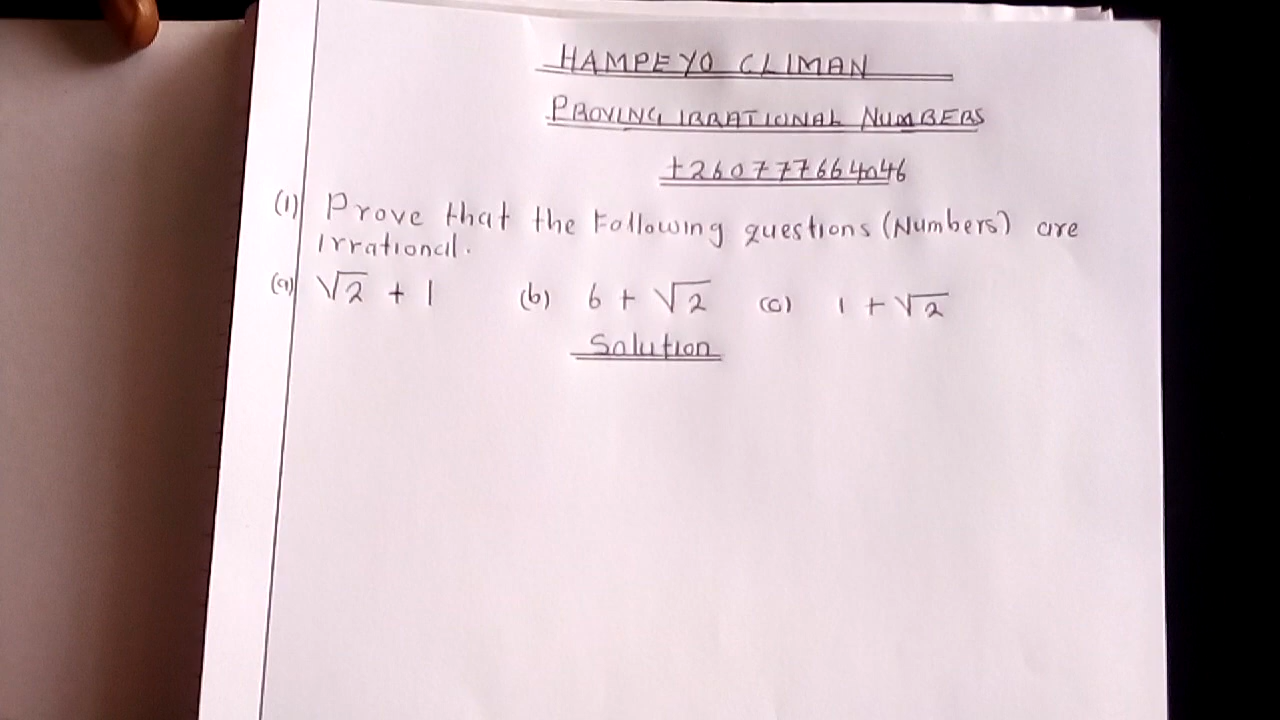 HAMPEYO CLIMAN
PROVING IRRATIONAL NUMBERS
+260777664046
(1) Prove that the Following questions (Numbers) are
Irrational.
(a) √2 + 1 (b) 6 + √2 (c) 1 + √2
Solution